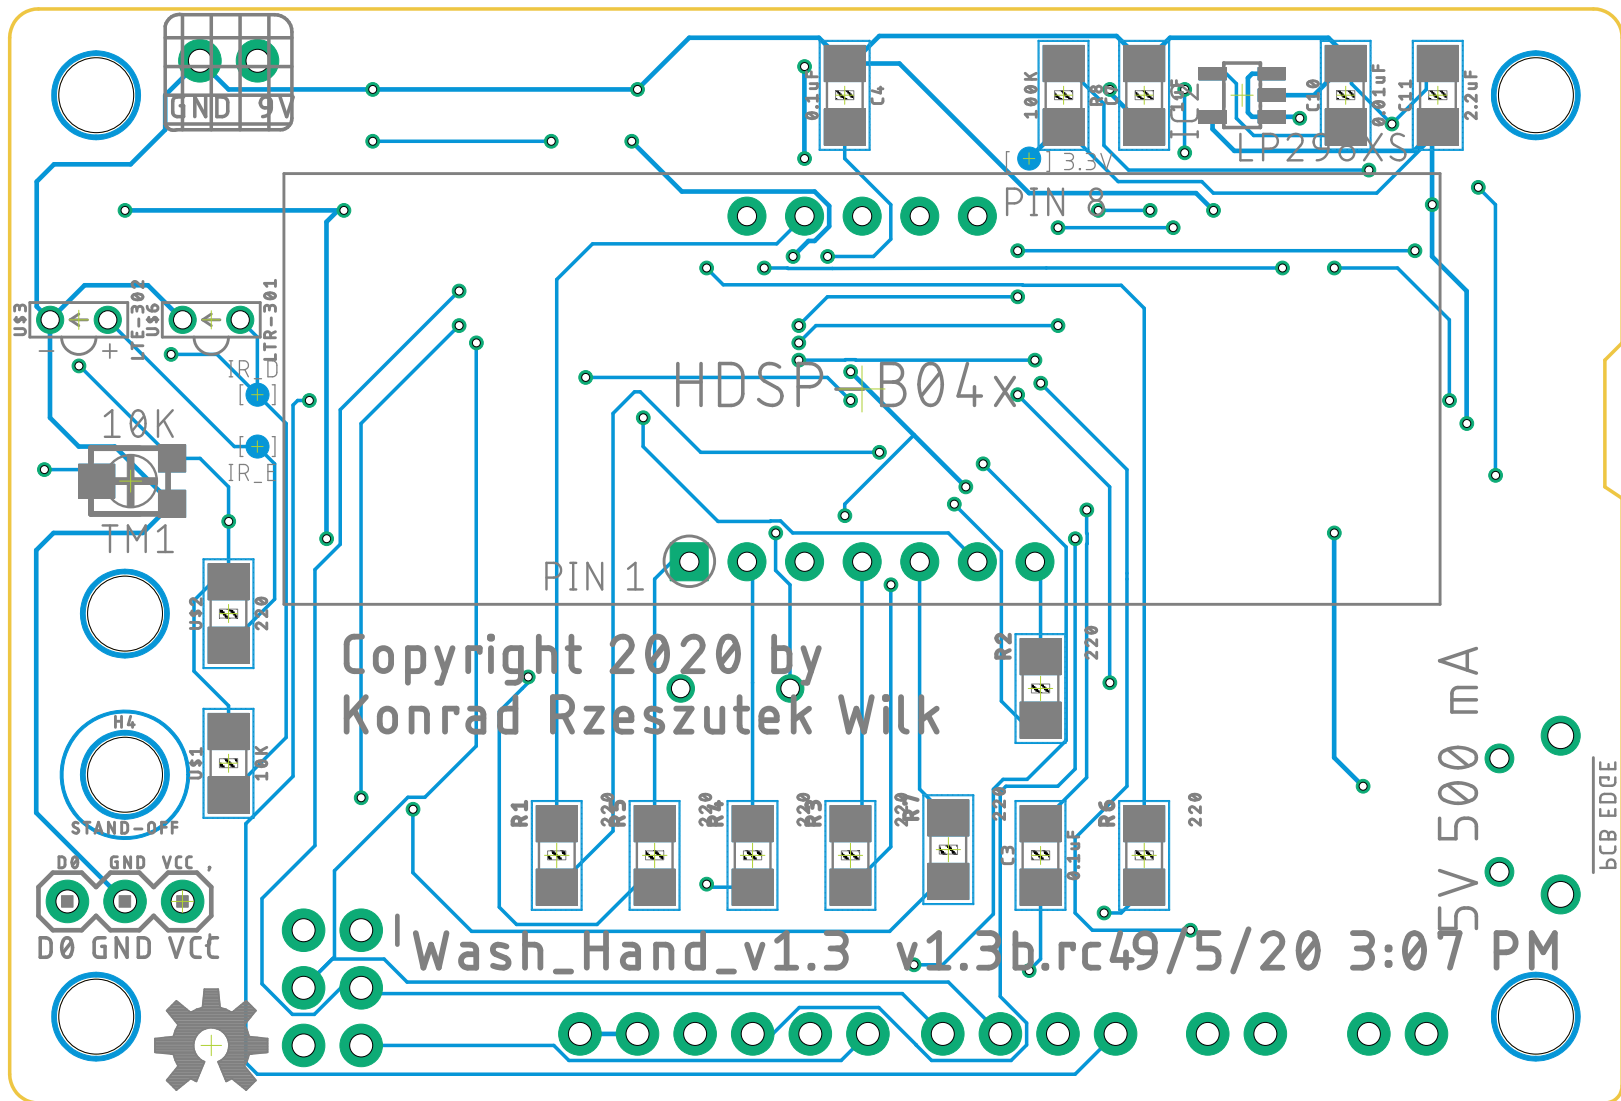 GND 9V
0.1uF
C4
100K
R8
1uF
IC2
C10
0.01uF
C11
2.2uF
LP298XS
[ ] 3.3V
PIN 8
U$3
LTE-302
U$6
LTR-301
- +
IR_D
[ ]
HDSP-B04x
10K
[ ]
IR_E
TM1
PIN 1
U$2
220
R2
220
Copyright 2020 by
Konrad Rzeszutek Wilk
5V 500 mA
H4
U$1
10K
STAND-OFF
PCB EDGE
R1
220
R5
R4
220
R3
220
R7
220
C3
0.1uF
R6
220
D0 GND VCC
D0 GND VCC
Wash_Hand_v1.3 v1.3b.rc4 9/5/20 3:07 PM